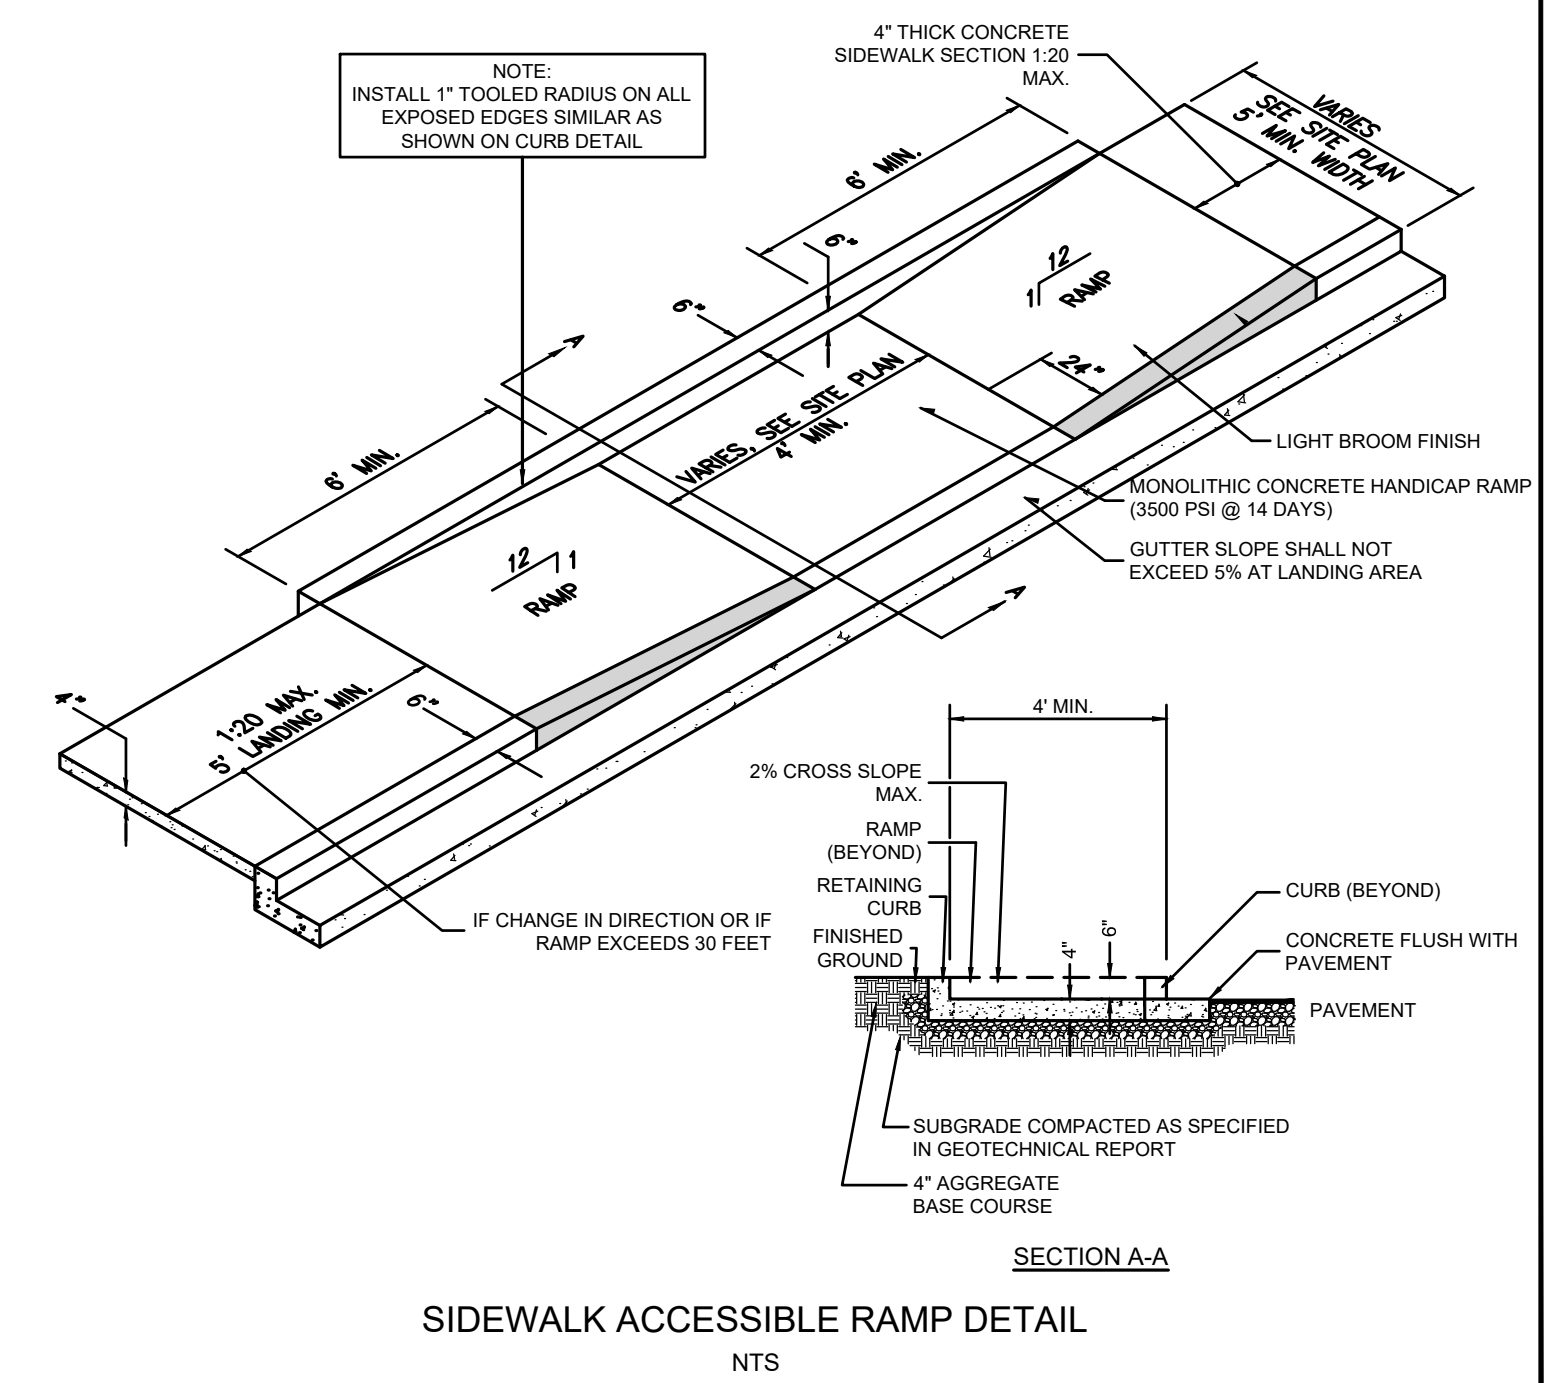 4" THICK CONCRETE
SIDEWALK SECTION 1:20
MAX.
NOTE:
INSTALL 1" TOOLED RADIUS ON ALL
EXPOSED EDGES SIMILAR AS
SHOWN ON CURB DETAIL
VARIES
SEE SITE PLAN
5' MIN. WIDTH
6' MIN.
6"
12
1
RAMP
6"
A
24"
VARIES, SEE SITE PLAN
4' MIN.
6' MIN.
LIGHT BROOM FINISH
MONOLITHIC CONCRETE HANDICAP RAMP
(3500 PSI @ 14 DAYS)
GUTTER SLOPE SHALL NOT
EXCEED 5% AT LANDING AREA
12
1
RAMP
A
4"
1:20 MAX.
5' LANDING MIN.
6"
IF CHANGE IN DIRECTION OR IF
RAMP EXCEEDS 30 FEET
4' MIN.
2% CROSS SLOPE
MAX.
RAMP
(BEYOND)
RETAINING
CURB
FINISHED
GROUND
4"
6"
CURB (BEYOND)
CONCRETE FLUSH WITH
PAVEMENT
PAVEMENT
SUBGRADE COMPACTED AS SPECIFIED
IN GEOTECHNICAL REPORT
4" AGGREGATE
BASE COURSE
SECTION A-A
SIDEWALK ACCESSIBLE RAMP DETAIL
NTS